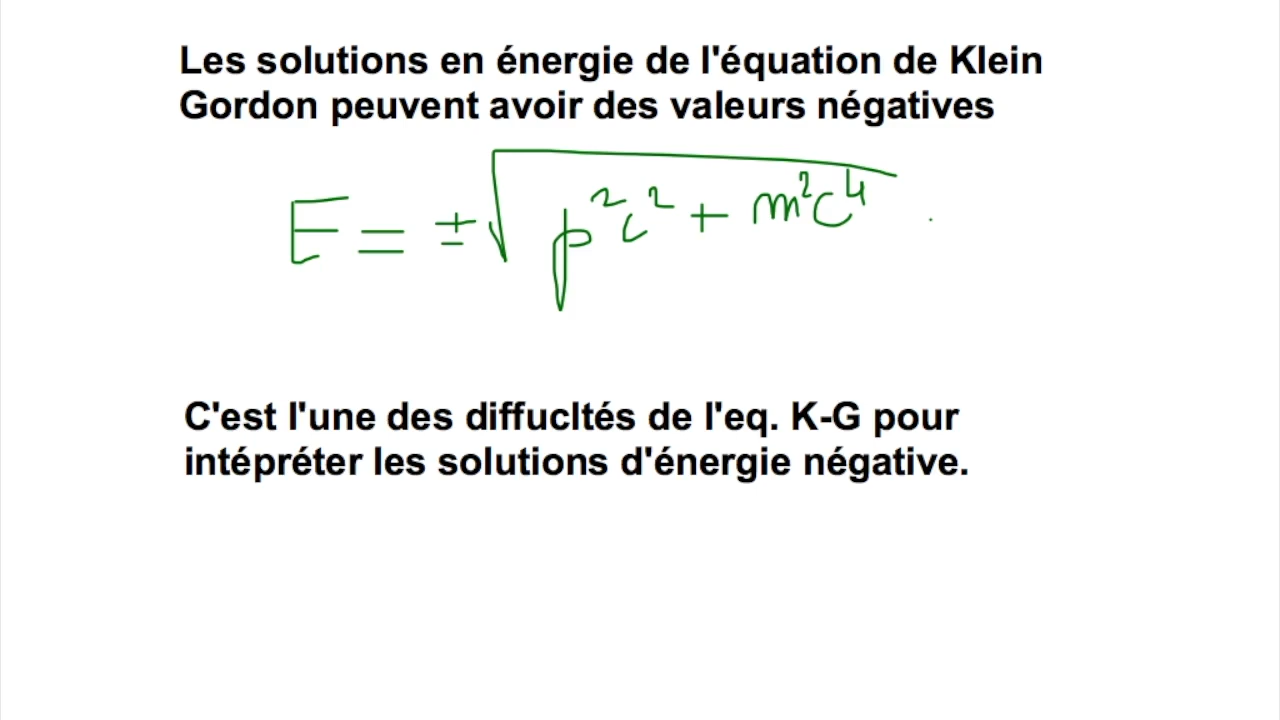 Les solutions en énergie de l'équation de Klein
Gordon peuvent avoir des valeurs négatives
E = ±√(p²c² + m²c⁴)
C'est l'une des diffucltés de l'eq. K-G pour
intépréter les solutions d'énergie négative.